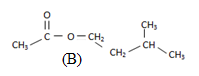 O
CH₃
CH₃ C O CH₂ CH CH₃
CH₂
(B)